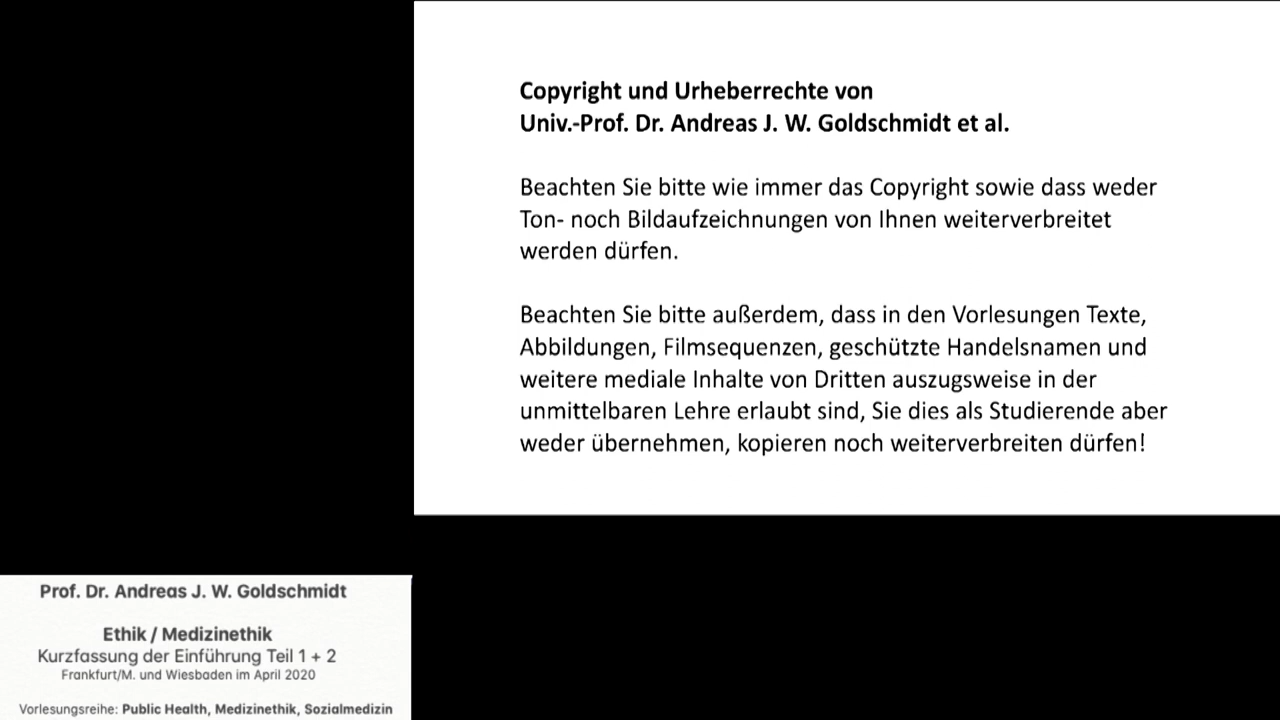 Copyright und Urheberrechte von
Univ.-Prof. Dr. Andreas J. W. Goldschmidt et al.
Beachten Sie bitte wie immer das Copyright sowie dass weder
Ton- noch Bildaufzeichnungen von Ihnen weiterverbreitet
werden dürfen.
Beachten Sie bitte außerdem, dass in den Vorlesungen Texte,
Abbildungen, Filmsequenzen, geschützte Handelsnamen und
weitere mediale Inhalte von Dritten auszugsweise in der
unmittelbaren Lehre erlaubt sind, Sie dies als Studierende aber
weder übernehmen, kopieren noch weiterverbreiten dürfen!
Prof. Dr. Andreas J. W. Goldschmidt
Ethik / Medizinethik
Kurzfassung der Einführung Teil 1 + 2
Frankfurt/M. und Wiesbaden im April 2020
Vorlesungsreihe: Public Health, Medizinethik, Sozialmedizin